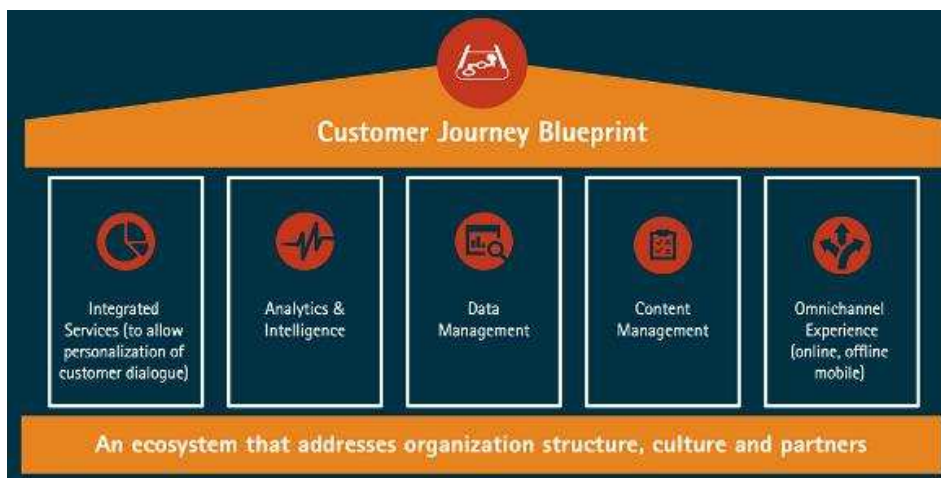 Customer Journey Blueprint
Integrated
Services (to allow
personalization of
customer dialogue)
Analytics &
Intelligence
Data
Management
Content
Management
Omnichannel
Experience
(online, offline
mobile)
An ecosystem that addresses organization structure, culture and partners